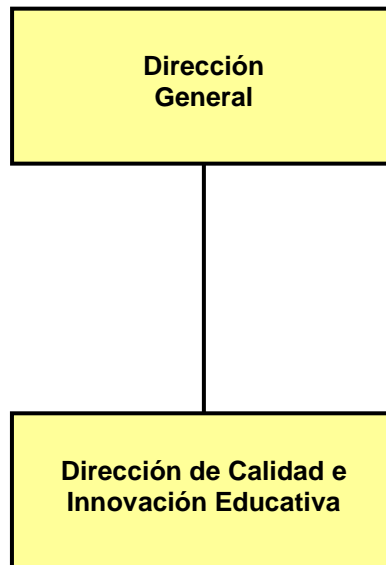 Dirección
General
Dirección de Calidad e
Innovación Educativa